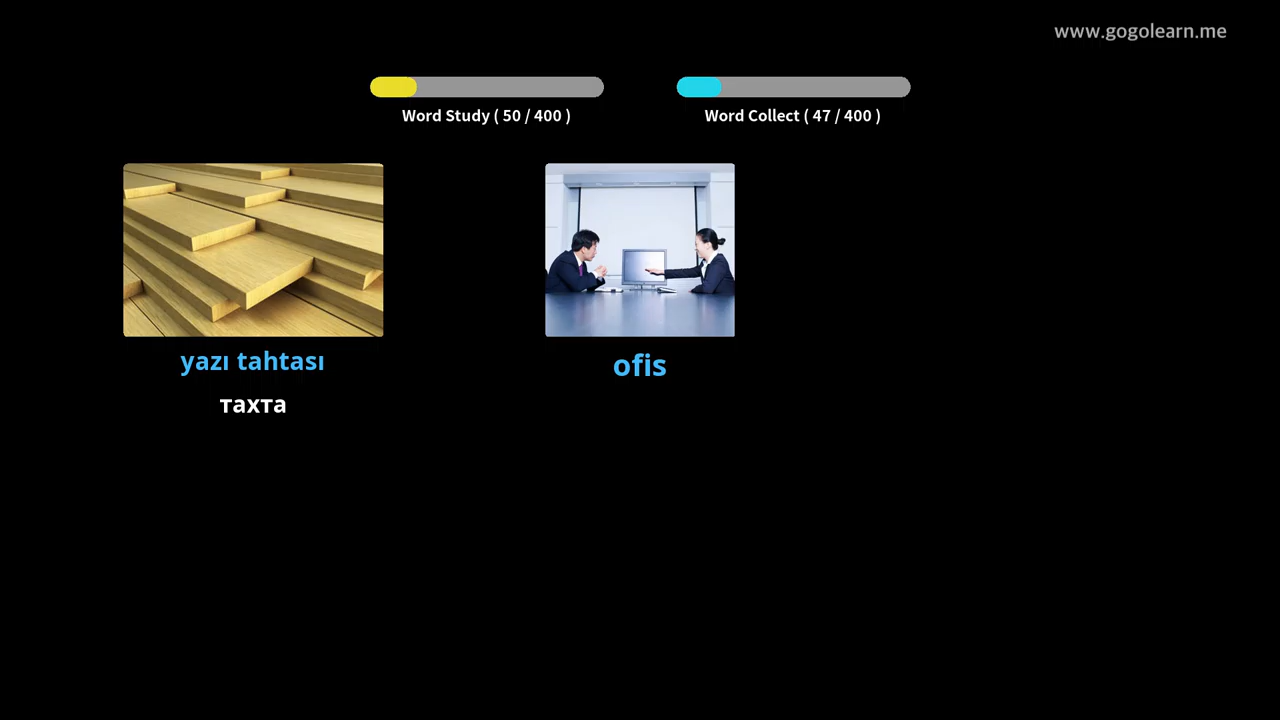 www.gogolearn.me
Word Study ( 50 / 400 )
Word Collect ( 47 / 400 )
yazı tahtası
тахта
ofis